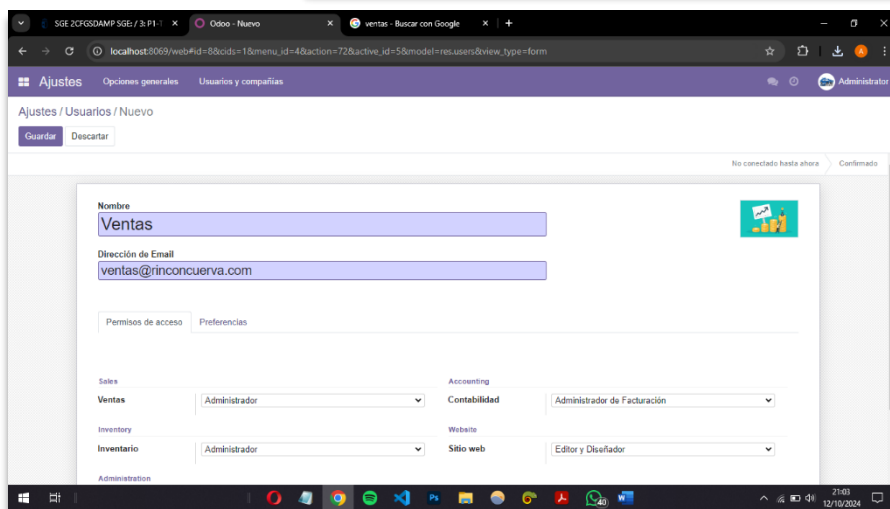 SGE 2CFGSDAMP SGE: / 3: P1-1
Odoo - Nuevo
ventas - Buscar con Google
localhost:8069/web#id=8&cids=1&menu_id=4&action=72&active_id=5&model=res.users&view_type=form
Ajustes Opciones generales Usuarios y compañías Administrator
Ajustes / Usuarios / Nuevo
Guardar Descartar
No conectado hasta ahora Confirmado
Nombre
Ventas
Dirección de Email
ventas@rinconcuerva.com
Permisos de acceso Preferencias
Sales Accounting
Ventas Administrador Contabilidad Administrador de Facturación
Inventory Website
Inventario Administrador Sitio web Editor y Diseñador
Administration
21:03
12/10/2024